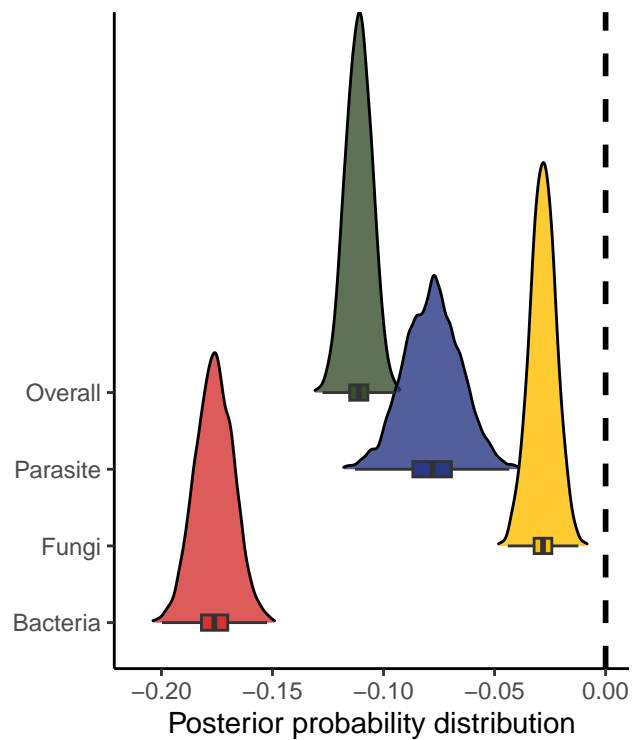 Overall
Parasite
Fungi
Bacteria
−0.20 −0.15 −0.10 −0.05 0.00
Posterior probability distribution